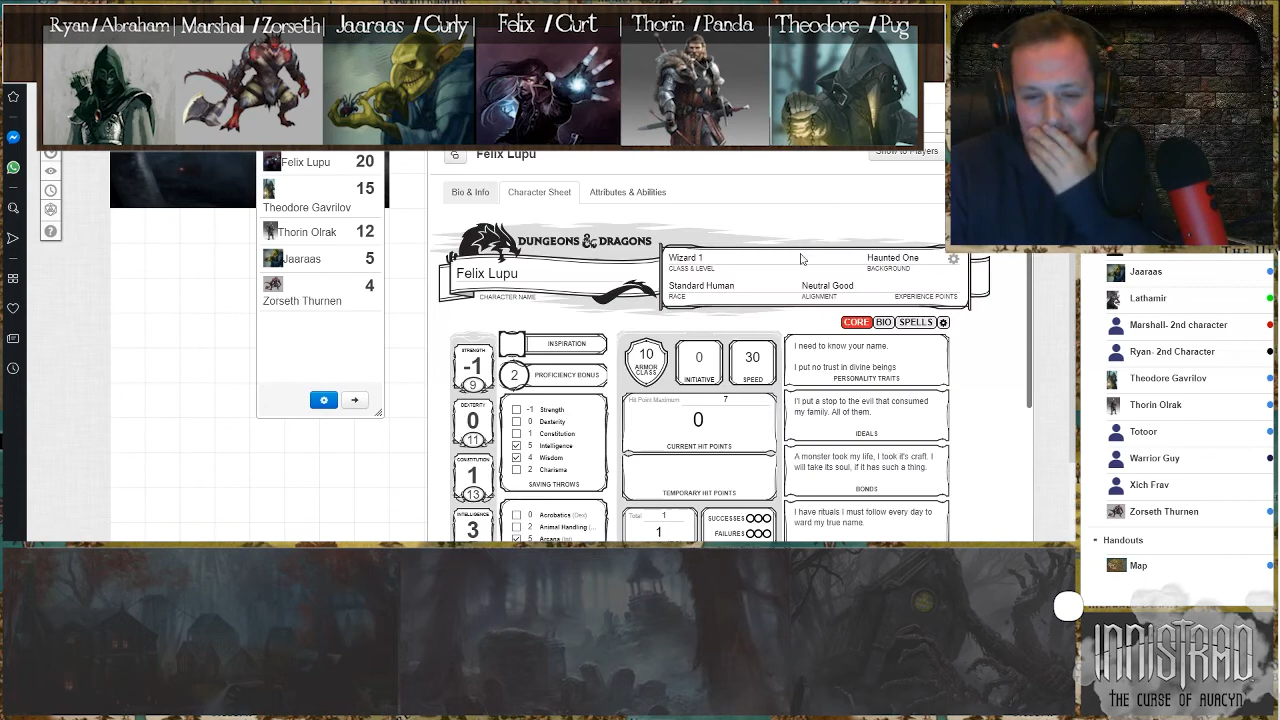 Ryan/Abraham
Marshal/Zorseth
Jaaraas/Curly
Felix/Curt
Thorin/Panda
Theodore/Pug
Felix Lupu 20
15
Theodore Gavrilov
Thorin Olrak 12
Jaaraas 5
4
Zorseth Thurnen
Felix Lupu
Show to Players
Bio & Info
Character Sheet
Attributes & Abilities
DUNGEONS & DRAGONS
Felix Lupu
CHARACTER NAME
Wizard 1
Haunted One
CLASS & LEVEL
BACKGROUND
Standard Human
Neutral Good
RACE
ALIGNMENT
EXPERIENCE POINTS
CORE
BIO
SPELLS
STRENGTH
-1
9
DEXTERITY
0
11
CONSTITUTION
1
13
INTELLIGENCE
3
INSPIRATION
2 PROFICIENCY BONUS
-1 Strength
0 Dexterity
1 Constitution
5 Intelligence
4 Wisdom
2 Charisma
SAVING THROWS
0 Acrobatics (Dex)
2 Animal Handling (...
5 Arcana (Int)
10
ARMOR
CLASS
0
INITIATIVE
30
SPEED
Hit Point Maximum 7
0
CURRENT HIT POINTS
TEMPORARY HIT POINTS
Total 1
1
SUCCESSES
FAILURES
I need to know your name.
I put no trust in divine beings
PERSONALITY TRAITS
I'l put a stop to the evil that consumed
my family. All of them.
IDEALS
A monster took my life, I took it's craft. I
will take its soul, if it has such a thing.
BONDS
I have rituals I must follow every day to
ward my true name.
Jaaraas
Lathamir
Marshall- 2nd character
Ryan- 2nd Character
Theodore Gavrilov
Thorin Olrak
Totoor
Warrior Guy
Xich Frav
Zorseth Thurnen
Handouts
Map
INNISTRAD
THE CURSE OF AVACYN